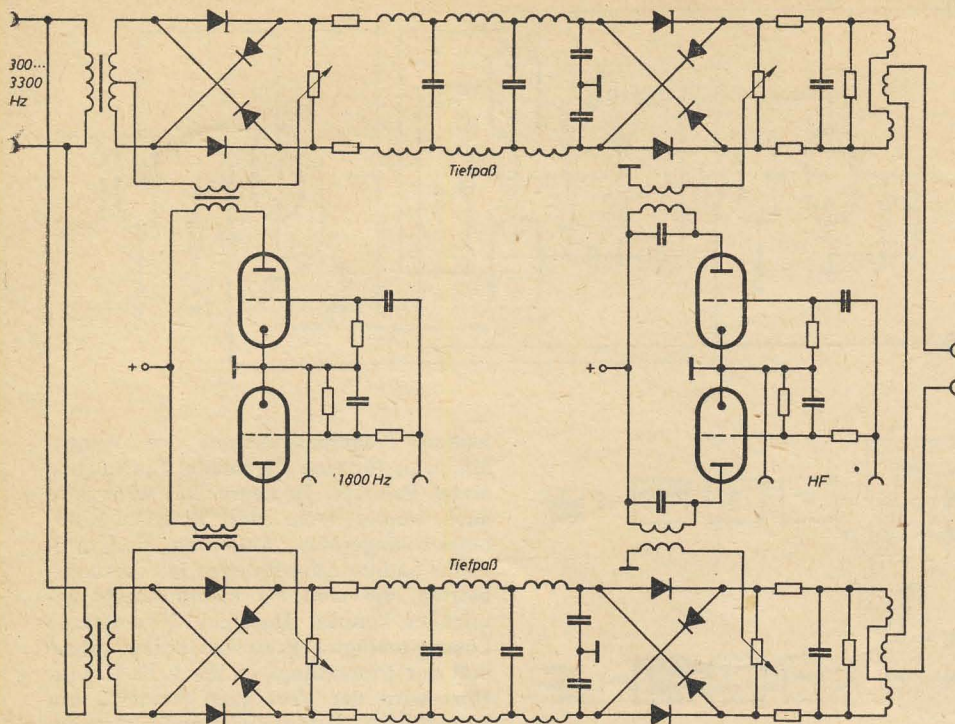 300...
3300
Hz
Tiefpaß
+
+
1800 Hz
HF
Tiefpaß